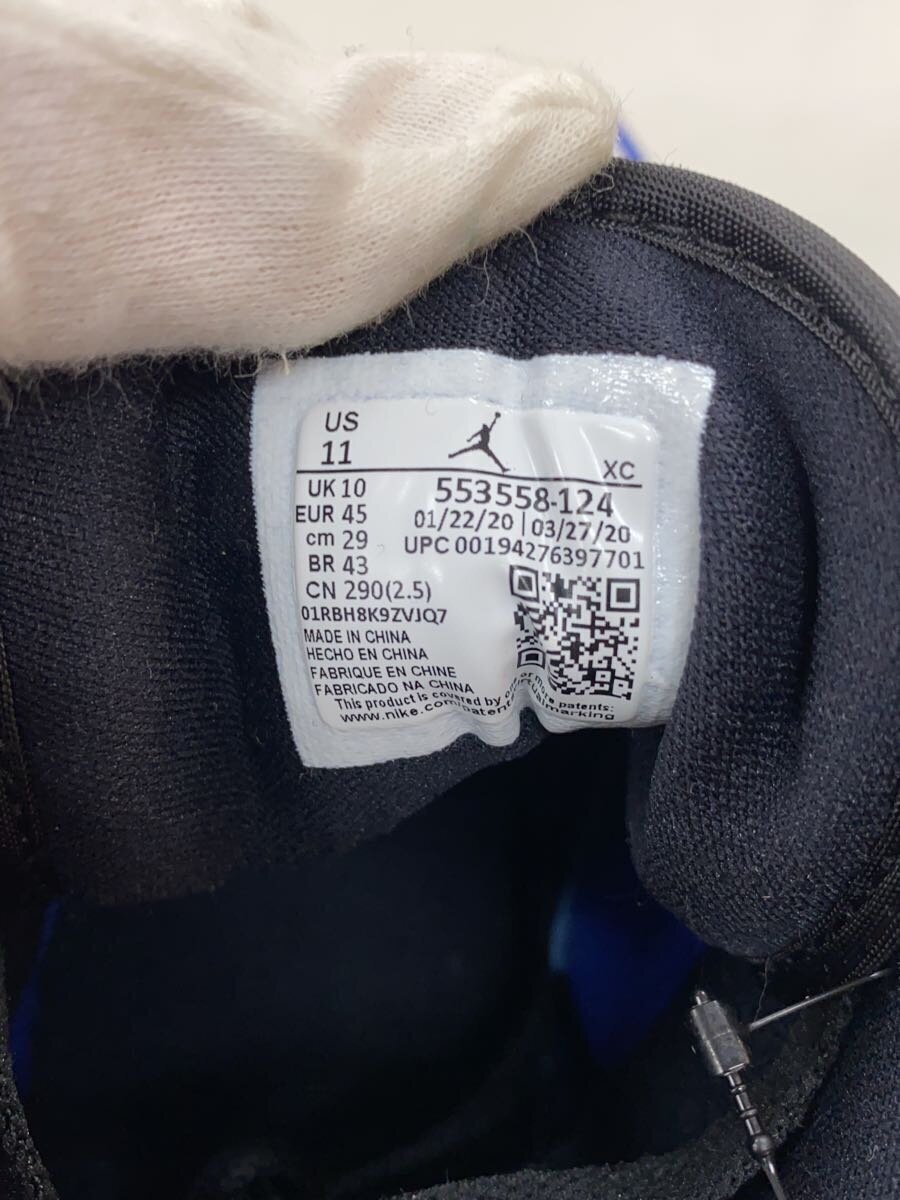 US
11
XC
UK 10
EUR 45
cm 29
BR 43
CN 290(2.5)
553558-124
01/22/20 | 03/27/20
UPC 00194276397701
01RBH8K9ZVJQ7
MADE IN CHINA
HECHO EN CHINA
FABRIQUE EN CHINE
FABRICADO NA CHINA
This product is covered by one or more patents:
www.nike.com/patents/virtualmarking